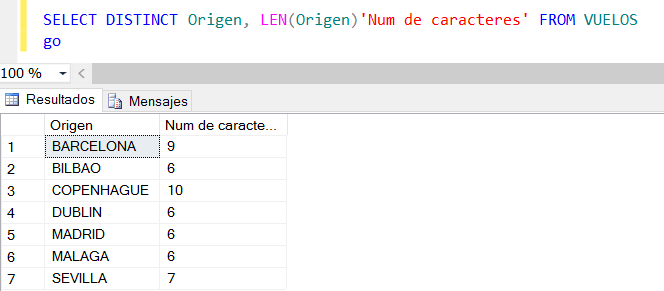 SELECT DISTINCT Origen, LEN(Origen)'Num de caracteres' FROM VUELOS
go
100 %
Resultados Mensajes
Origen Num de caracte...
1 BARCELONA 9
2 BILBAO 6
3 COPENHAGUE 10
4 DUBLIN 6
5 MADRID 6
6 MALAGA 6
7 SEVILLA 7